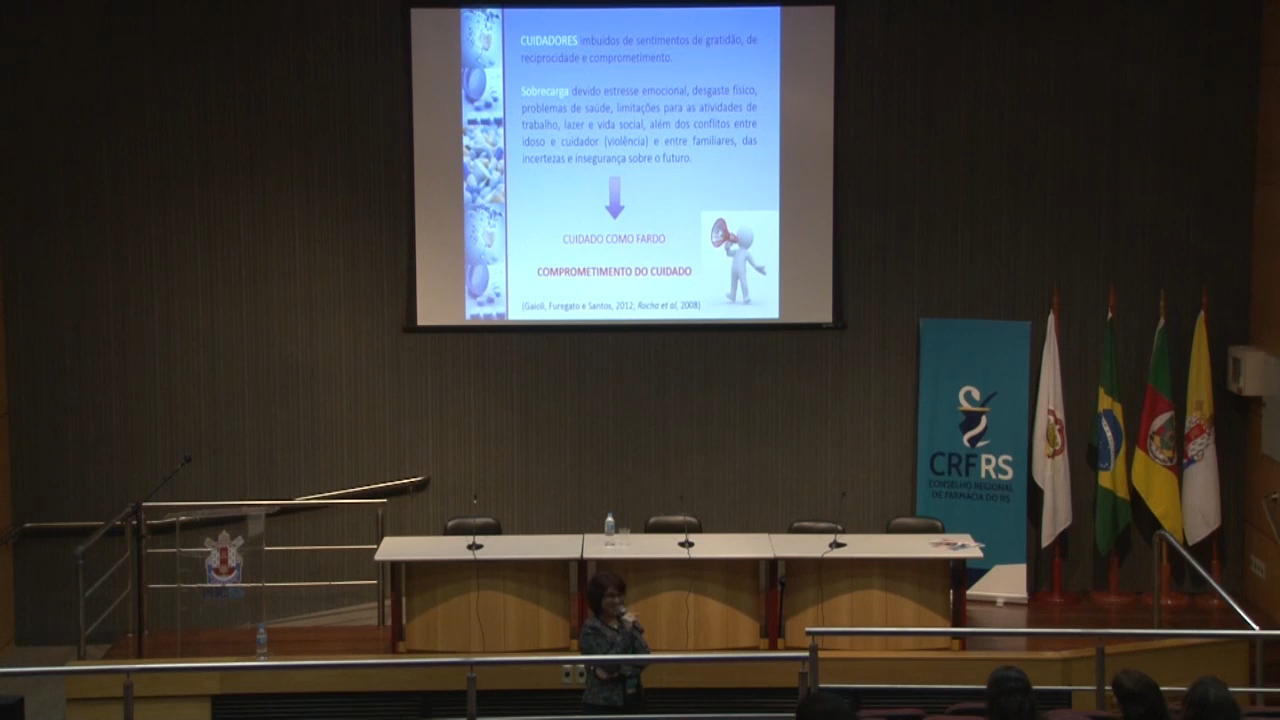 CUIDADORES imbuídos de sentimentos de gratidão, de
reciprocidade e comprometimento.
Sobrecarga devido estresse emocional, desgaste físico,
problemas de saúde, limitações para as atividades de
trabalho, lazer e vida social, além dos conflitos entre
idoso e cuidador (violência) e entre familiares, das
incertezas e insegurança sobre o futuro.
CUIDADO COMO FARDO
COMPROMETIMENTO DO CUIDADO
(Gaioli, Furegato e Santos, 2012; Rocha et al, 2008)
CRFRS
CONSELHO REGIONAL
DE FARMÁCIA DO RS